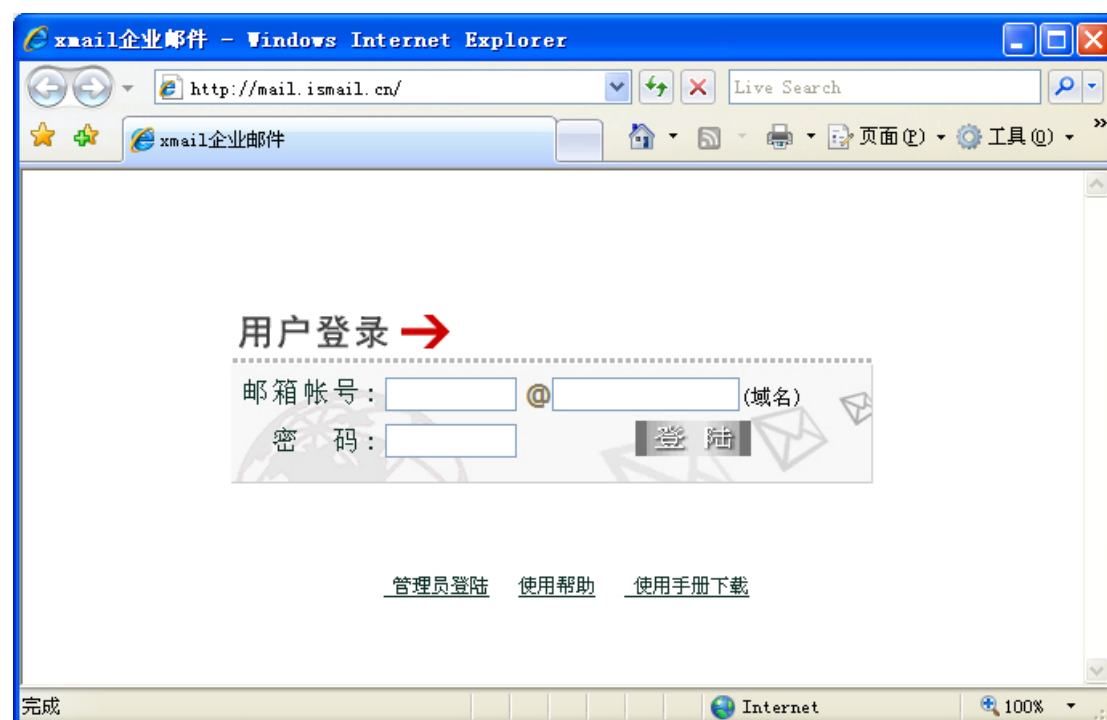 xmail企业邮件 - Windows Internet Explorer
http://mail.ismail.cn/ Live Search
xmail企业邮件 页面(P) 工具(O) »
用户登录
邮箱帐号: @ (域名)
密 码: 登 陆
管理员登陆 使用帮助 使用手册下载
完成 Internet 100%